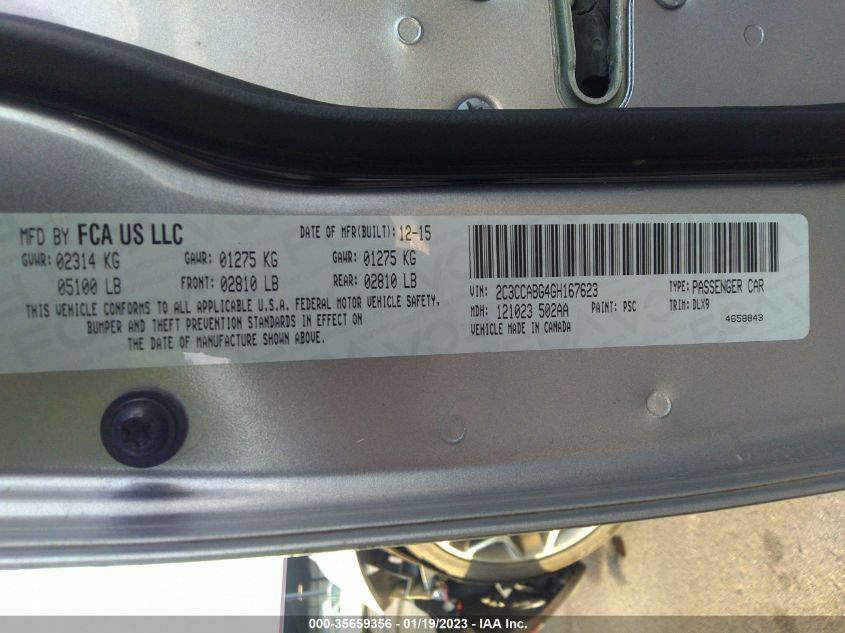 MFD BY FCA US LLC
DATE OF MFR(BUILT): 12-15
GVWR: 02314 KG
GAWR: 01275 KG
GAWR: 01275 KG
05100 LB
FRONT: 02810 LB
REAR: 02810 LB
THIS VEHICLE CONFORMS TO ALL APPLICABLE U.S.A. FEDERAL MOTOR VEHICLE SAFETY,
BUMPER AND THEFT PREVENTION STANDARDS IN EFFECT ON
THE DATE OF MANUFACTURE SHOWN ABOVE.
VIN: 2C3CCABG4GH167623
TYPE: PASSENGER CAR
MDH: 121023 502AA
PAINT: PSC
TRIM: DLX9
VEHICLE MADE IN CANADA
4658843
000-35659356 - 01/19/2023 - IAA Inc.